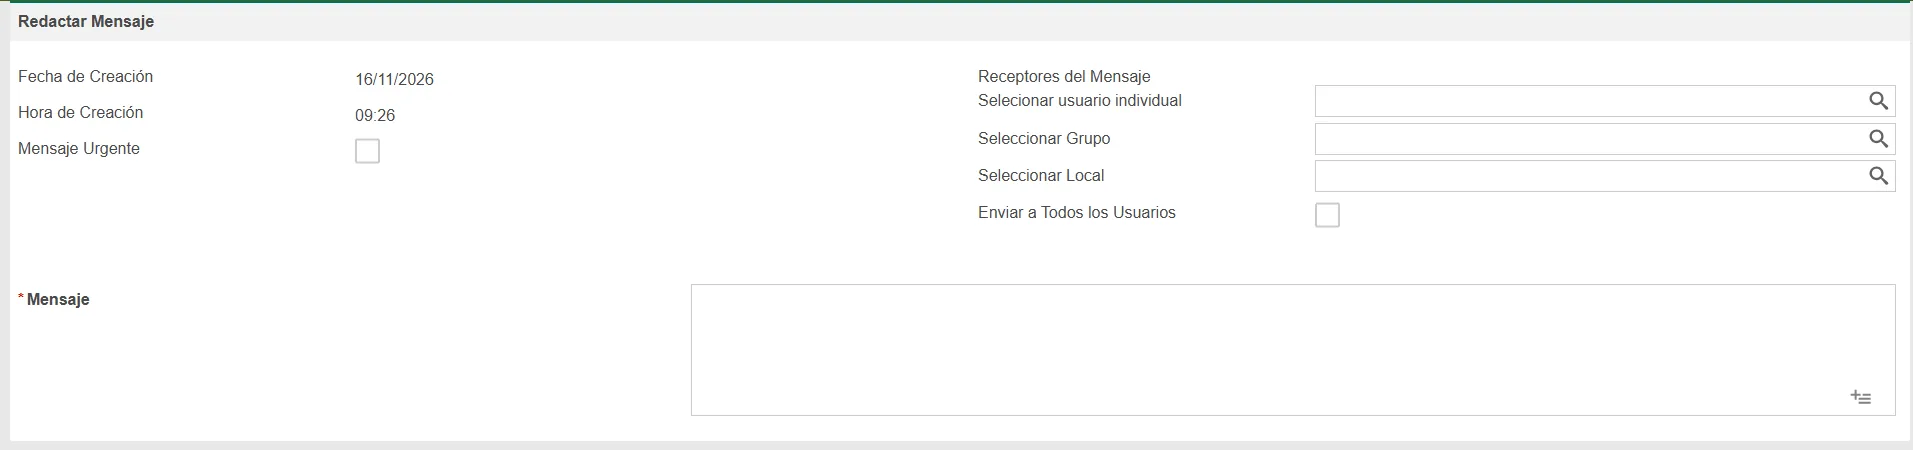 Redactar Mensaje
Fecha de Creación
16/11/2026
Hora de Creación
09:26
Mensaje Urgente
Receptores del Mensaje
Selecionar usuario individual
Seleccionar Grupo
Seleccionar Local
Enviar a Todos los Usuarios
* Mensaje